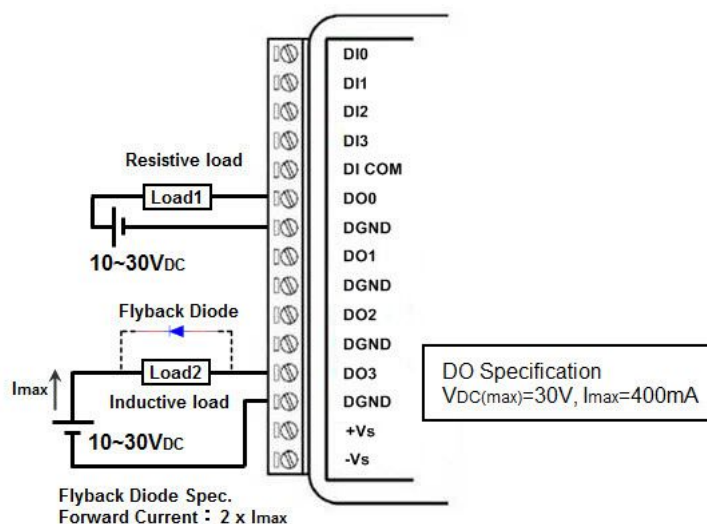 DI0
DI1
DI2
DI3
DI COM
DO0
DGND
DO1
DGND
DO2
DGND
DO3
DGND
+Vs
-Vs
Resistive load
Load1
10~30VDC
Flyback Diode
Load2
Imax
Inductive load
10~30VDC
Flyback Diode Spec.
Forward Current : 2 x Imax
DO Specification
VDC(max)=30V, Imax=400mA